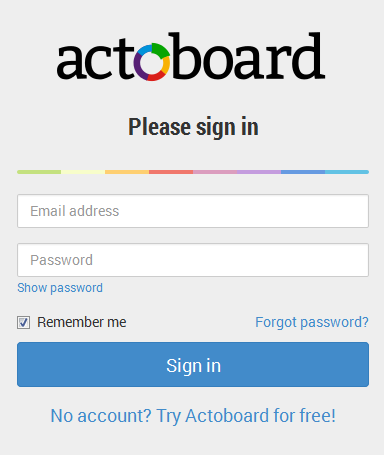 actoboard
Please sign in
Email address
Password
Show password
Remember me Forgot password?
Sign in
No account? Try Actoboard for free!